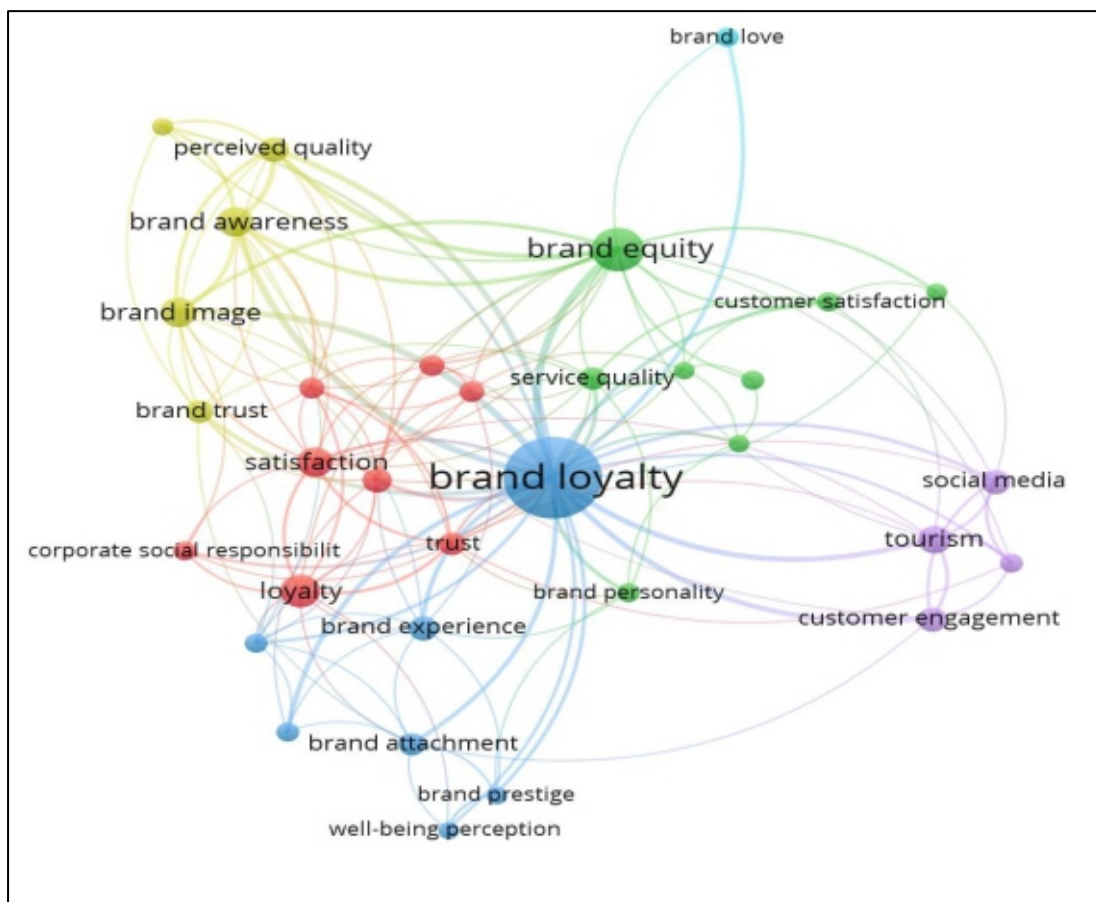 brand love
perceived quality
brand awareness
brand equity
customer satisfaction
brand image
service quality
brand trust
satisfaction
brand loyalty
social media
tourism
corporate social responsibilit
trust
loyalty
brand personality
customer engagement
brand experience
brand attachment
brand prestige
well-being perception